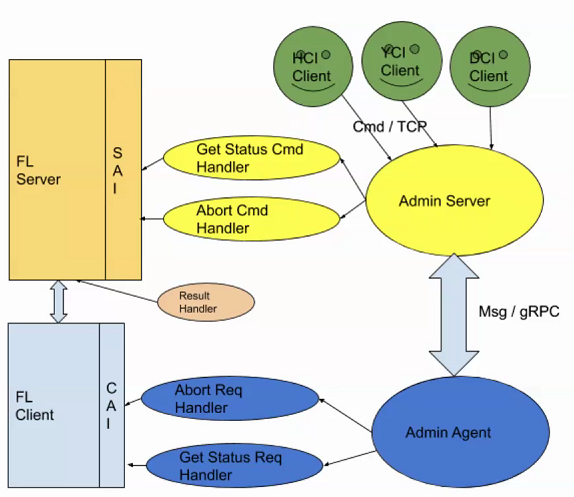 HCI
Client
YCI
Client
DCI
Client
Cmd / TCP
FL
Server
S
A
I
Get Status Cmd
Handler
Abort Cmd
Handler
Admin Server
Result
Handler
Msg / gRPC
FL
Client
C
A
I
Abort Req
Handler
Get Status Req
Handler
Admin Agent